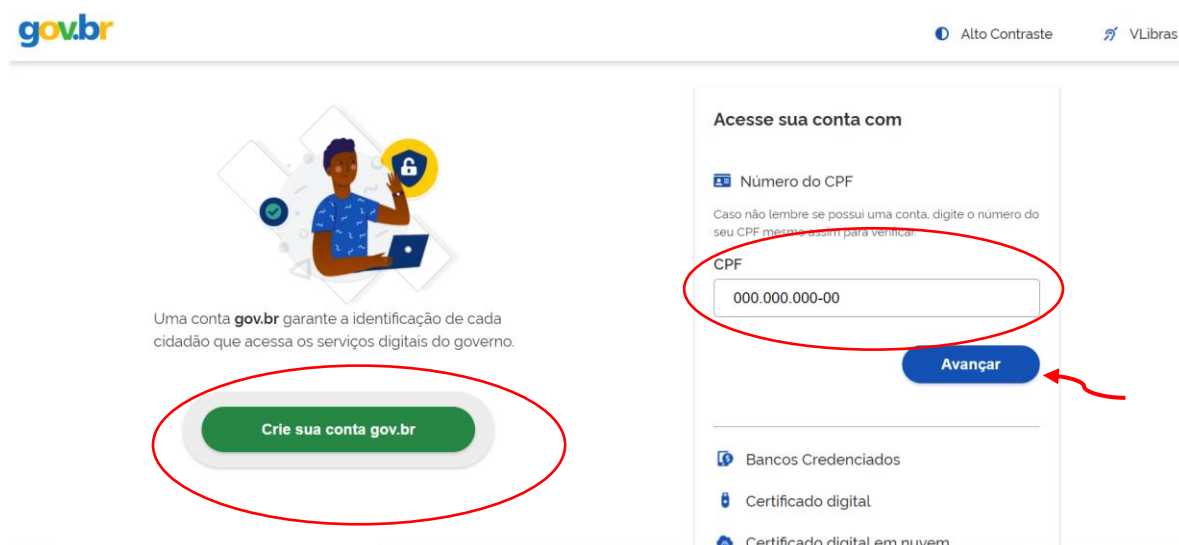 gov.br
Alto Contraste
VLibras
Uma conta gov.br garante a identificação de cada
cidadão que acessa os serviços digitais do governo.
Crie sua conta gov.br
Acesse sua conta com
Número do CPF
Caso não lembre se possui uma conta, digite o número do
seu CPF mesmo assim para verificar.
CPF
000.000.000-00
Avançar
Bancos Credenciados
Certificado digital
Certificado digital em nuvem